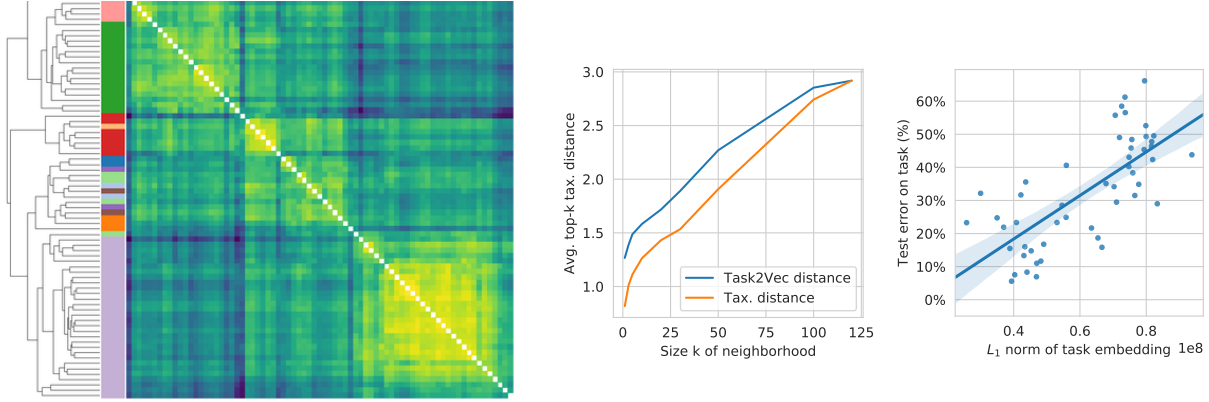 3.0
2.5
2.0
1.5
1.0
Avg. top-k tax. distance
Task2Vec distance
Tax. distance
0 25 50 75 100 125
Size k of neighborhood
60%
50%
40%
30%
20%
10%
0%
Test error on task (%)
0.4 0.6 0.8
L₁ norm of task embedding 1e8